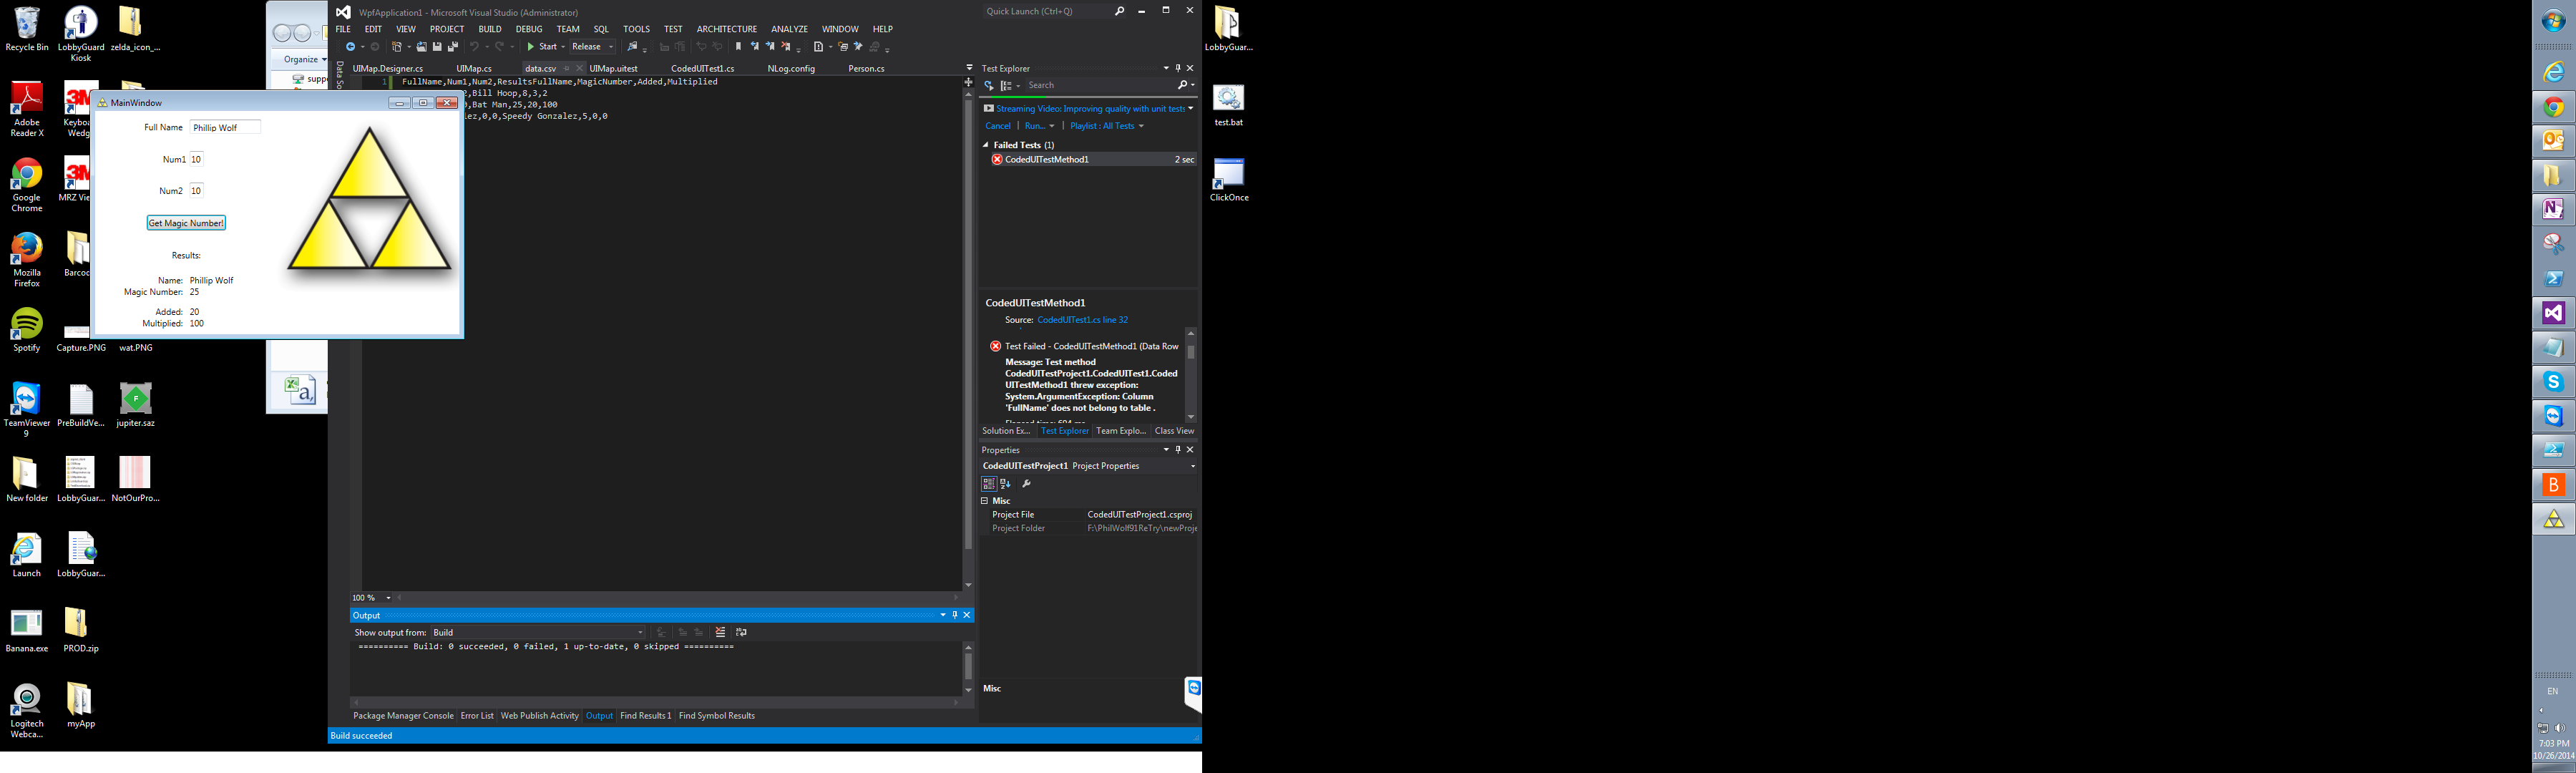 Recycle Bin
LobbyGuard Kiosk
zelda_icon_...
Adobe Reader X
Google Chrome
MRZ Vie
Mozilla Firefox
Spotify
Capture.PNG
wat.PNG
TeamViewer 9
PreBuildVe...
jupiter.saz
New folder
LobbyGuar...
NotOurPro...
Launch
LobbyGuar...
Banana.exe
PROD.zip
Logitech Webca...
myApp
Organize
MainWindow
Full Name Phillip Wolf
Num1 10
Num2 10
Get Magic Number!
Results:
Name: Phillip Wolf
Magic Number: 25
Added: 20
Multiplied: 100
WpfApplication1 - Microsoft Visual Studio (Administrator)
Quick Launch (Ctrl+Q)
FILE EDIT VIEW PROJECT BUILD DEBUG TEAM SQL TOOLS TEST ARCHITECTURE ANALYZE WINDOW HELP
Start Release
UIMap.Designer.cs UIMap.cs data.csv UIMap.uitest CodedUITest1.cs NLog.config Person.cs
1 FullName,Num1,Num2,ResultsFullName,MagicNumber,Added,Multiplied
2,Bill Hoop,8,3,2
,Bat Man,25,20,100
lez,0,0,Speedy Gonzalez,5,0,0
100 %
Output
Show output from: Build
========== Build: 0 succeeded, 0 failed, 1 up-to-date, 0 skipped ==========
Package Manager Console Error List Web Publish Activity Output Find Results 1 Find Symbol Results
Build succeeded
Test Explorer
Search
Streaming Video: Improving quality with unit tests
Cancel | Run... | Playlist : All Tests
Failed Tests (1)
CodedUITestMethod1 2 sec
CodedUITestMethod1
Source: CodedUITest1.cs line 32
Test Failed - CodedUITestMethod1 (Data Row
Message: Test method
CodedUITestProject1.CodedUITest1.Coded
UITestMethod1 threw exception:
System.ArgumentException: Column
'FullName' does not belong to table .
Solution Ex... Test Explorer Team Explo... Class View
Properties
CodedUITestProject1 Project Properties
Misc
Project File CodedUITestProject1.csproj
Project Folder F:\PhilWolf91ReTry\newProje
Misc
LobbyGuar...
test.bat
ClickOnce
EN
7:03 PM
10/26/2014